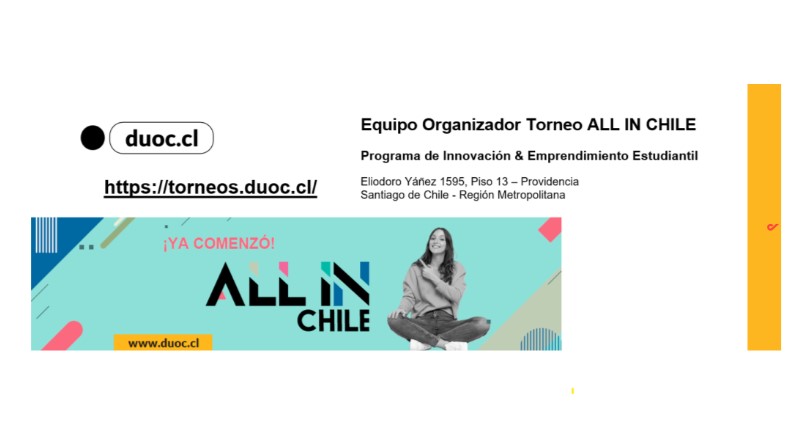 duoc.cl
https://torneos.duoc.cl/
Equipo Organizador Torneo ALL IN CHILE
Programa de Innovación & Emprendimiento Estudiantil
Eliodoro Yáñez 1595, Piso 13 – Providencia
Santiago de Chile - Región Metropolitana
¡YA COMENZÓ!
ALL IN
CHILE
www.duoc.cl